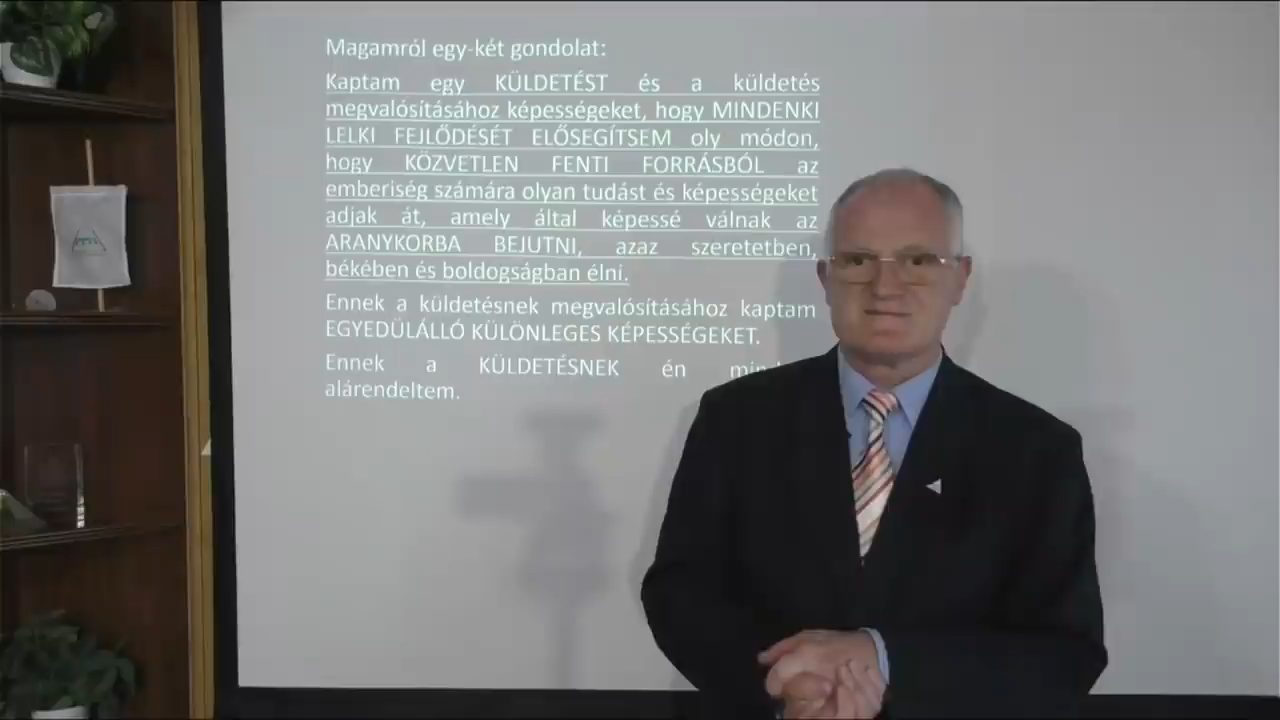 Magamról egy-két gondolat:
Kaptam egy KÜLDETÉST és a küldetés
megvalósításához képességeket, hogy MINDENKI
LELKI FEJLŐDÉSÉT ELŐSEGÍTSEM oly módon,
hogy KÖZVETLEN FENTI FORRÁSBÓL az
emberiség számára olyan tudást és képességeket
adjak át, amely által képessé válnak az
ARANYKORBA BEJUTNI, azaz szeretetben,
békében és boldogságban élni.
Ennek a küldetésnek megvalósításához kaptam
EGYEDÜLÁLLÓ KÜLÖNLEGES KÉPESSÉGEKET.
Ennek a KÜLDETÉSNEK én
alárendeltem.